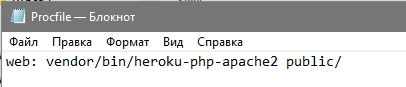 Procfile — Блокнот
Файл Правка Формат Вид Справка
web: vendor/bin/heroku-php-apache2 public/